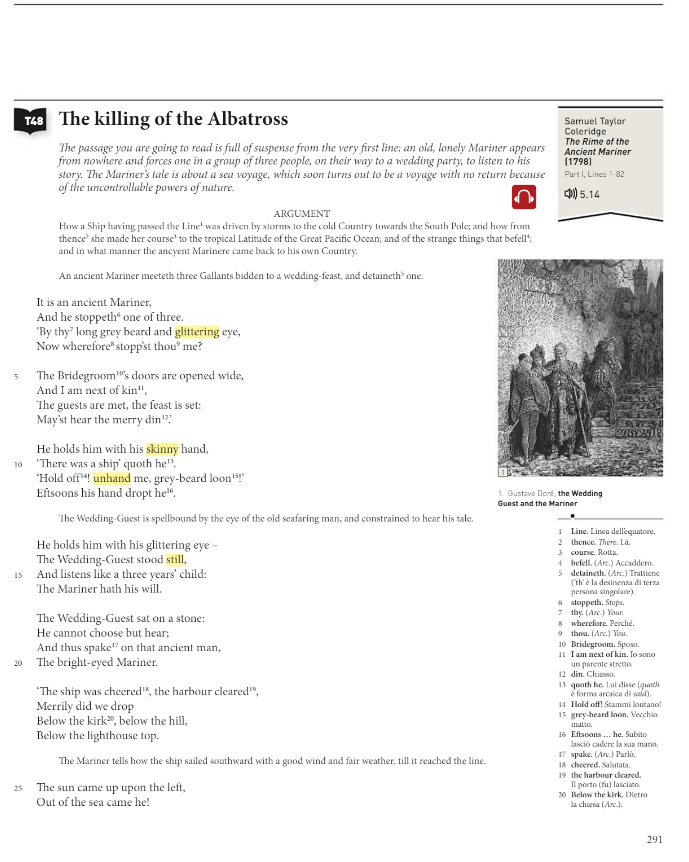 T48
The killing of the Albatross
The passage you are going to read is full of suspense from the very first line: an old, lonely Mariner appears
from nowhere and forces one in a group of three people, on their way to a wedding party, to listen to his
story. The Mariner's tale is about a sea voyage, which soon turns out to be a voyage with no return because
of the uncontrollable powers of nature.
Samuel Taylor
Coleridge
The Rime of the
Ancient Mariner
(1798)
Part I, Lines 1-82
5.14
ARGUMENT
How a Ship having passed the Line¹ was driven by storms to the cold Country towards the South Pole; and how from
thence² she made her course³ to the tropical Latitude of the Great Pacific Ocean; and of the strange things that befell⁴;
and in what manner the ancyent Marinere came back to his own Country.
An ancient Mariner meeteth three Gallants bidden to a wedding-feast, and detaineth⁵ one.
It is an ancient Mariner,
And he stoppeth⁶ one of three.
'By thy⁷ long grey beard and glittering eye,
Now wherefore⁸ stopp'st thou⁹ me?
5 The Bridegroom¹⁰'s doors are opened wide,
And I am next of kin¹¹,
The guests are met, the feast is set:
May'st hear the merry din¹².'
He holds him with his skinny hand,
10 'There was a ship' quoth he¹³.
'Hold off¹⁴! unhand me, grey-beard loon¹⁵!'
Eftsoons his hand dropt he¹⁶.
The Wedding-Guest is spellbound by the eye of the old seafaring man, and constrained to hear his tale.
He holds him with his glittering eye –
The Wedding-Guest stood still,
15 And listens like a three years' child:
The Mariner hath his will.
The Wedding-Guest sat on a stone:
He cannot choose but hear;
And thus spake¹⁷ on that ancient man,
20 The bright-eyed Mariner.
'The ship was cheered¹⁸, the harbour cleared¹⁹,
Merrily did we drop
Below the kirk²⁰, below the hill,
Below the lighthouse top.
The Mariner tells how the ship sailed southward with a good wind and fair weather, till it reached the line.
25 The sun came up upon the left,
Out of the sea came he!
1
1. Gustave Doré, the Wedding
Guest and the Mariner
1 Line. Linea dell'equatore.
2 thence. There. Là.
3 course. Rotta.
4 befell. (Arc.) Accaddero.
5 detaineth. (Arc.) Trattiene
('th' è la desinenza di terza
persona singolare).
6 stoppeth. Stops.
7 thy. (Arc.) Your.
8 wherefore. Perché.
9 thou. (Arc.) You.
10 Bridegroom. Sposo.
11 I am next of kin. Io sono
un parente stretto.
12 din. Chiasso.
13 quoth he. Lui disse (quoth
è forma arcaica di said).
14 Hold off! Stammi lontano!
15 grey-beard loon. Vecchio
matto.
16 Eftsoons … he. Subito
lasciò cadere la sua mano.
17 spake. (Arc.) Parlò.
18 cheered. Salutata.
19 the harbour cleared.
Il porto (fu) lasciato.
20 Below the kirk. Dietro
la chiesa (Arc.).
291